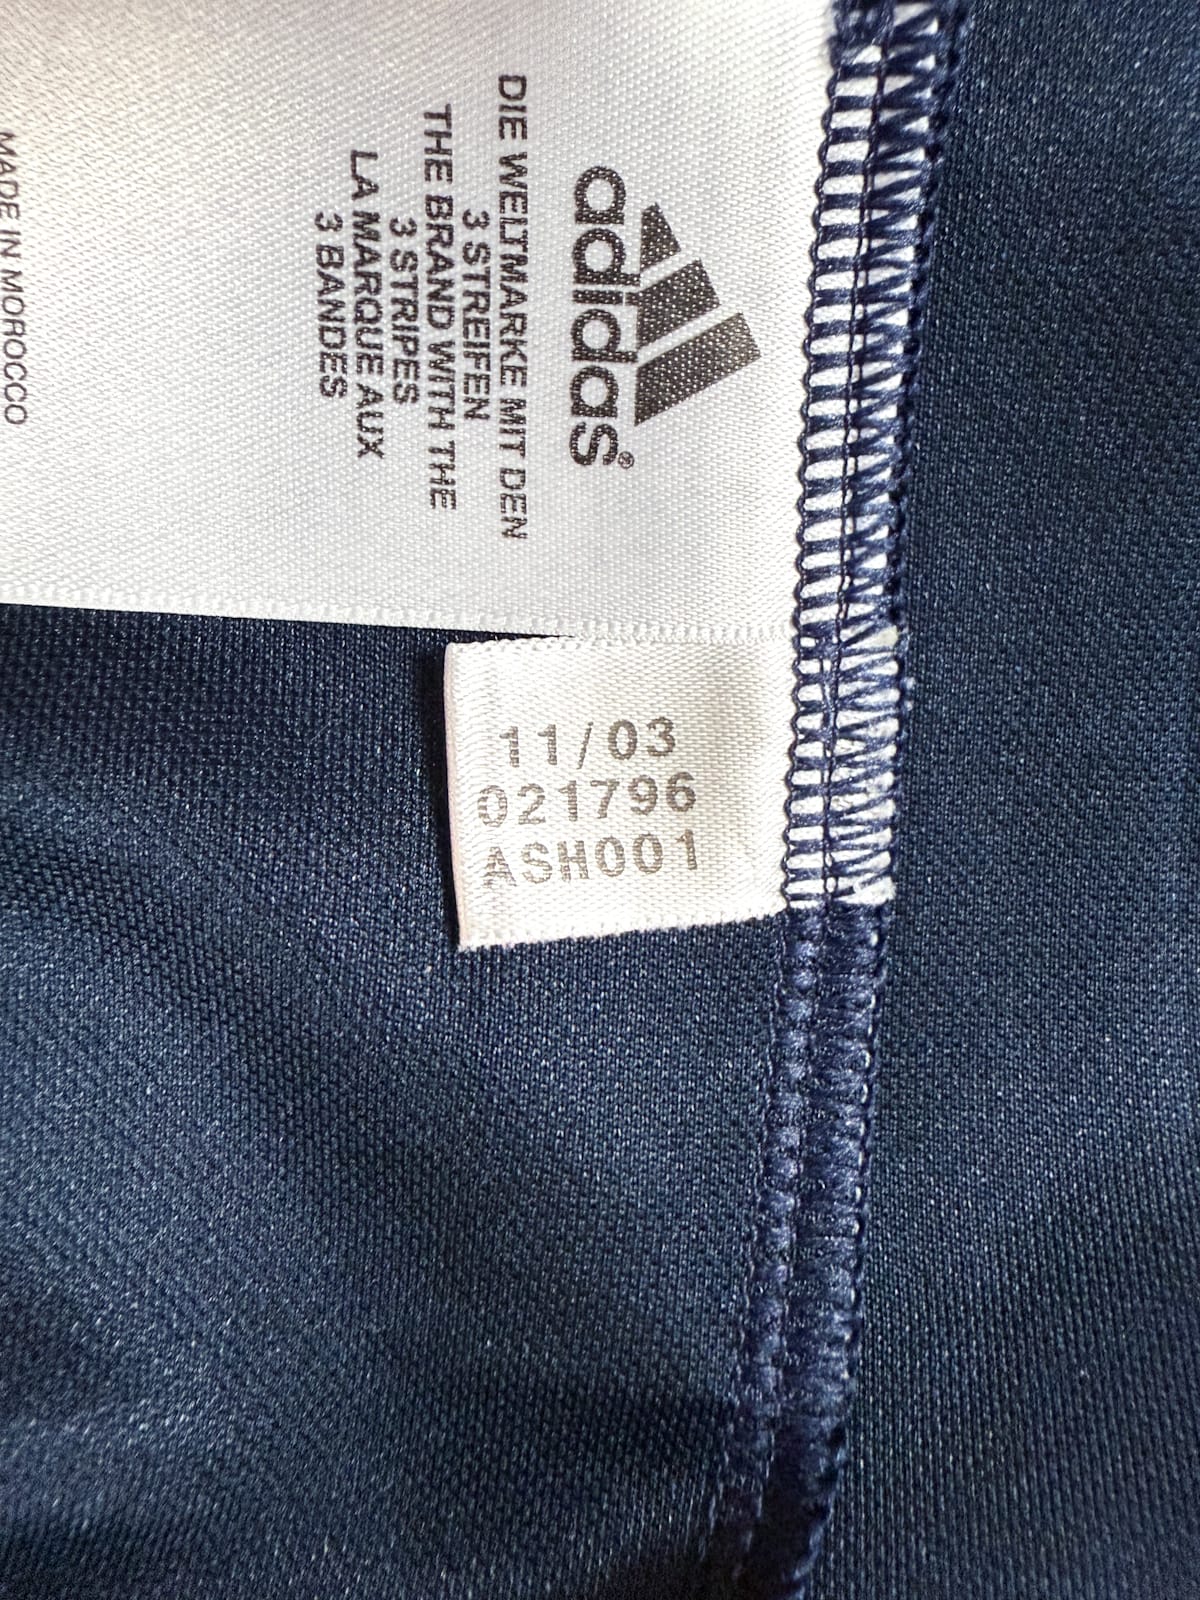 adidas®
DIE WELTMARKE MIT DEN
3 STREIFEN
THE BRAND WITH THE
3 STRIPES
LA MARQUE AUX
3 BANDES
MADE IN MOROCCO
11/03
021796
ASH001